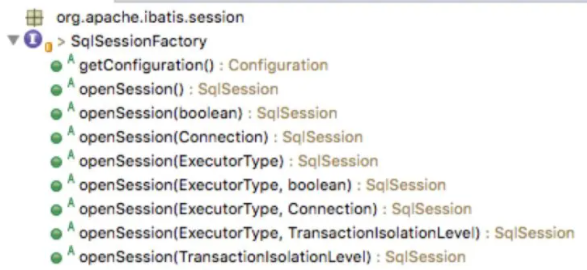 org.apache.ibatis.session
I > SqlSessionFactory
A getConfiguration() : Configuration
A openSession() : SqlSession
A openSession(boolean) : SqlSession
A openSession(Connection) : SqlSession
A openSession(ExecutorType) : SqlSession
A openSession(ExecutorType, boolean) : SqlSession
A openSession(ExecutorType, Connection) : SqlSession
A openSession(ExecutorType, TransactionIsolationLevel) : SqlSession
A openSession(TransactionIsolationLevel) : SqlSession